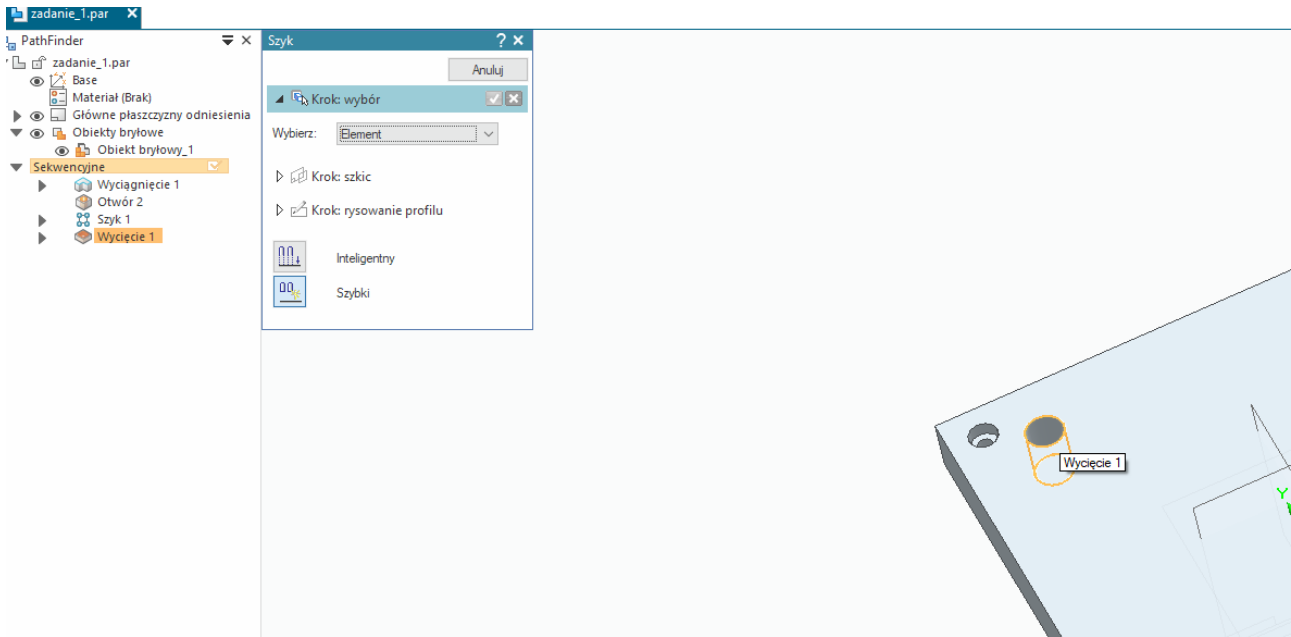 zadanie_1.par
PathFinder
zadanie_1.par
Base
Materiał (Brak)
Główne płaszczyzny odniesienia
Obiekty bryłowe
Obiekt bryłowy_1
Sekwencyjne
Wyciągnięcie 1
Otwór 2
Szyk 1
Wycięcie 1
Szyk
Anuluj
Krok: wybór
Wybierz: Element
Krok: szkic
Krok: rysowanie profilu
Inteligentny
Szybki
Wycięcie 1
Y